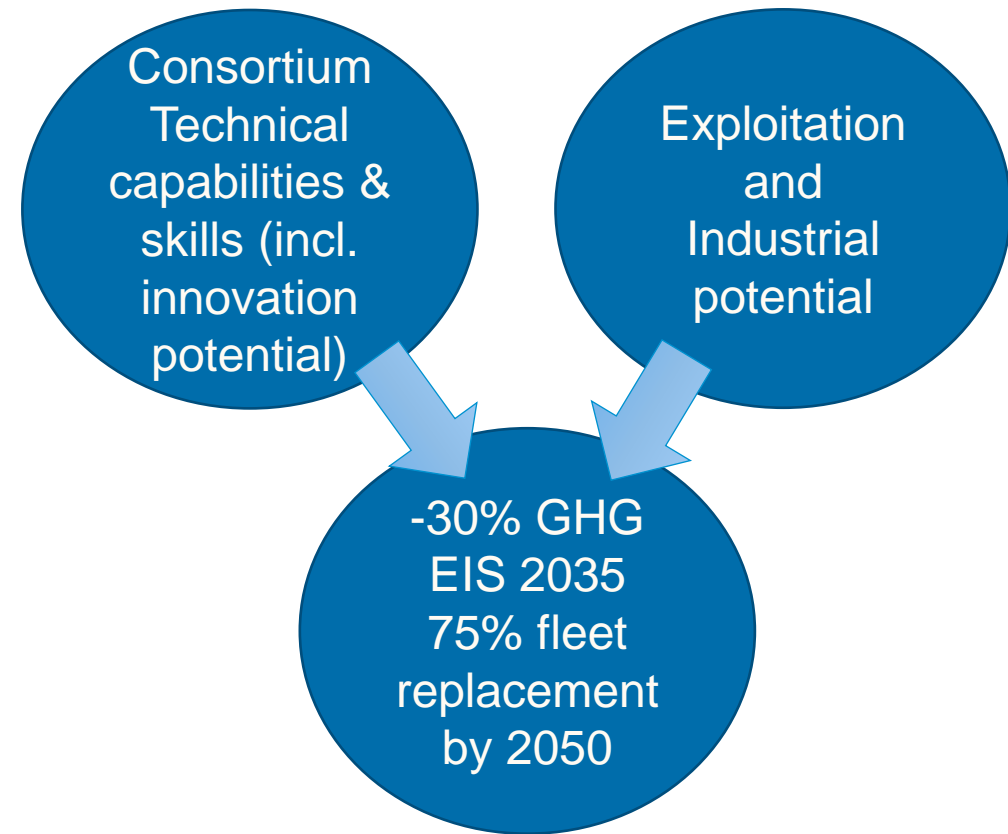 Consortium
Technical
capabilities &
skills (incl.
innovation
potential)
Exploitation
and
Industrial
potential
-30% GHG
EIS 2035
75% fleet
replacement
by 2050